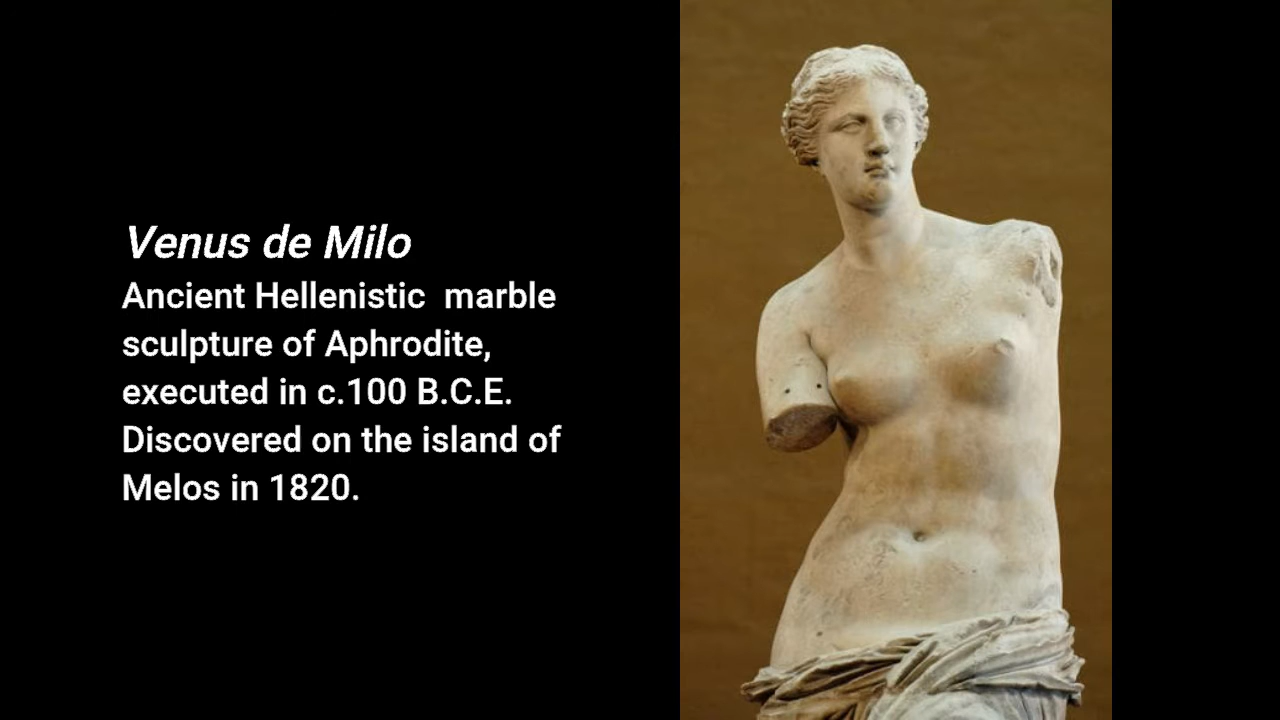 Venus de Milo
Ancient Hellenistic  marble
sculpture of Aphrodite,
executed in c.100 B.C.E.
Discovered on the island of
Melos in 1820.